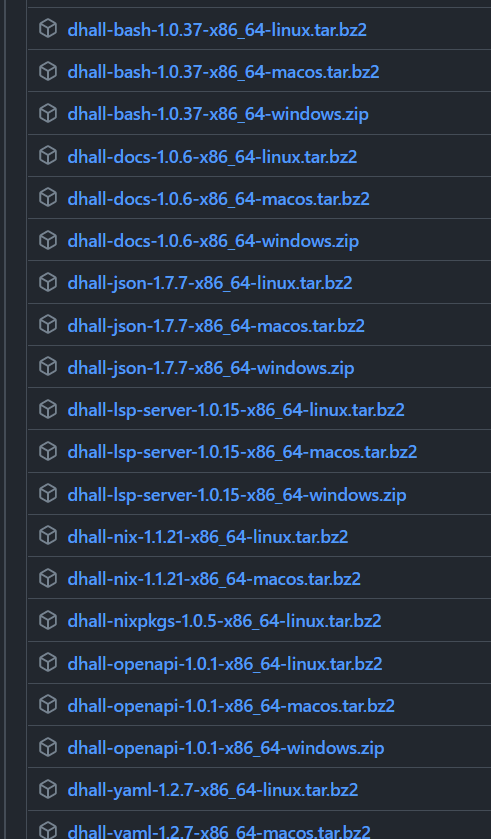 dhall-bash-1.0.37-x86_64-linux.tar.bz2
dhall-bash-1.0.37-x86_64-macos.tar.bz2
dhall-bash-1.0.37-x86_64-windows.zip
dhall-docs-1.0.6-x86_64-linux.tar.bz2
dhall-docs-1.0.6-x86_64-macos.tar.bz2
dhall-docs-1.0.6-x86_64-windows.zip
dhall-json-1.7.7-x86_64-linux.tar.bz2
dhall-json-1.7.7-x86_64-macos.tar.bz2
dhall-json-1.7.7-x86_64-windows.zip
dhall-lsp-server-1.0.15-x86_64-linux.tar.bz2
dhall-lsp-server-1.0.15-x86_64-macos.tar.bz2
dhall-lsp-server-1.0.15-x86_64-windows.zip
dhall-nix-1.1.21-x86_64-linux.tar.bz2
dhall-nix-1.1.21-x86_64-macos.tar.bz2
dhall-nixpkgs-1.0.5-x86_64-linux.tar.bz2
dhall-openapi-1.0.1-x86_64-linux.tar.bz2
dhall-openapi-1.0.1-x86_64-macos.tar.bz2
dhall-openapi-1.0.1-x86_64-windows.zip
dhall-yaml-1.2.7-x86_64-linux.tar.bz2
dhall-yaml-1.2.7-x86_64-macos.tar.bz2